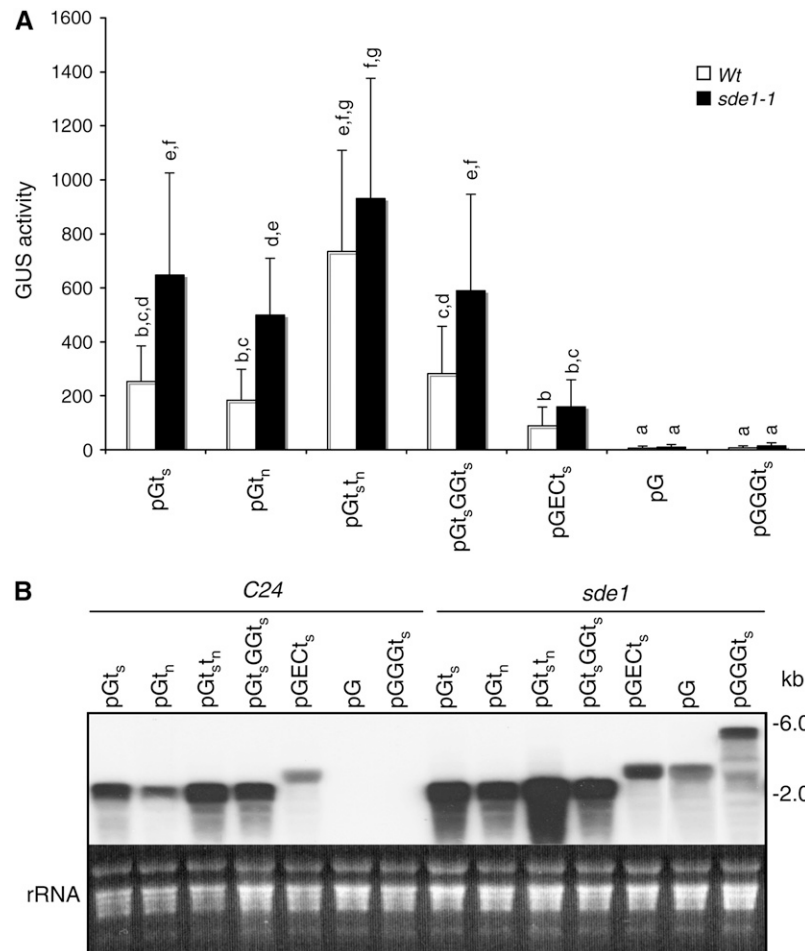 A
1600
1400
1200
1000
800
600
400
200
0
GUS activity
Wt
sde1-1
b,c,d
e,f
b,c
d,e
e,f,g
f,g
c,d
e,f
b
b,c
a
a
a
a
pGtₛ
pGtₙ
pGtₛtₙ
pGtₛGGtₛ
pGECtₛ
pG
pGGGtₛ
B
C24
sde1
pGtₛ
pGtₙ
pGtₛtₙ
pGtₛGGtₛ
pGECtₛ
pG
pGGGtₛ
pGtₛ
pGtₙ
pGtₛtₙ
pGtₛGGtₛ
pGECtₛ
pG
pGGGtₛ
kb
-6.0
-2.0
rRNA